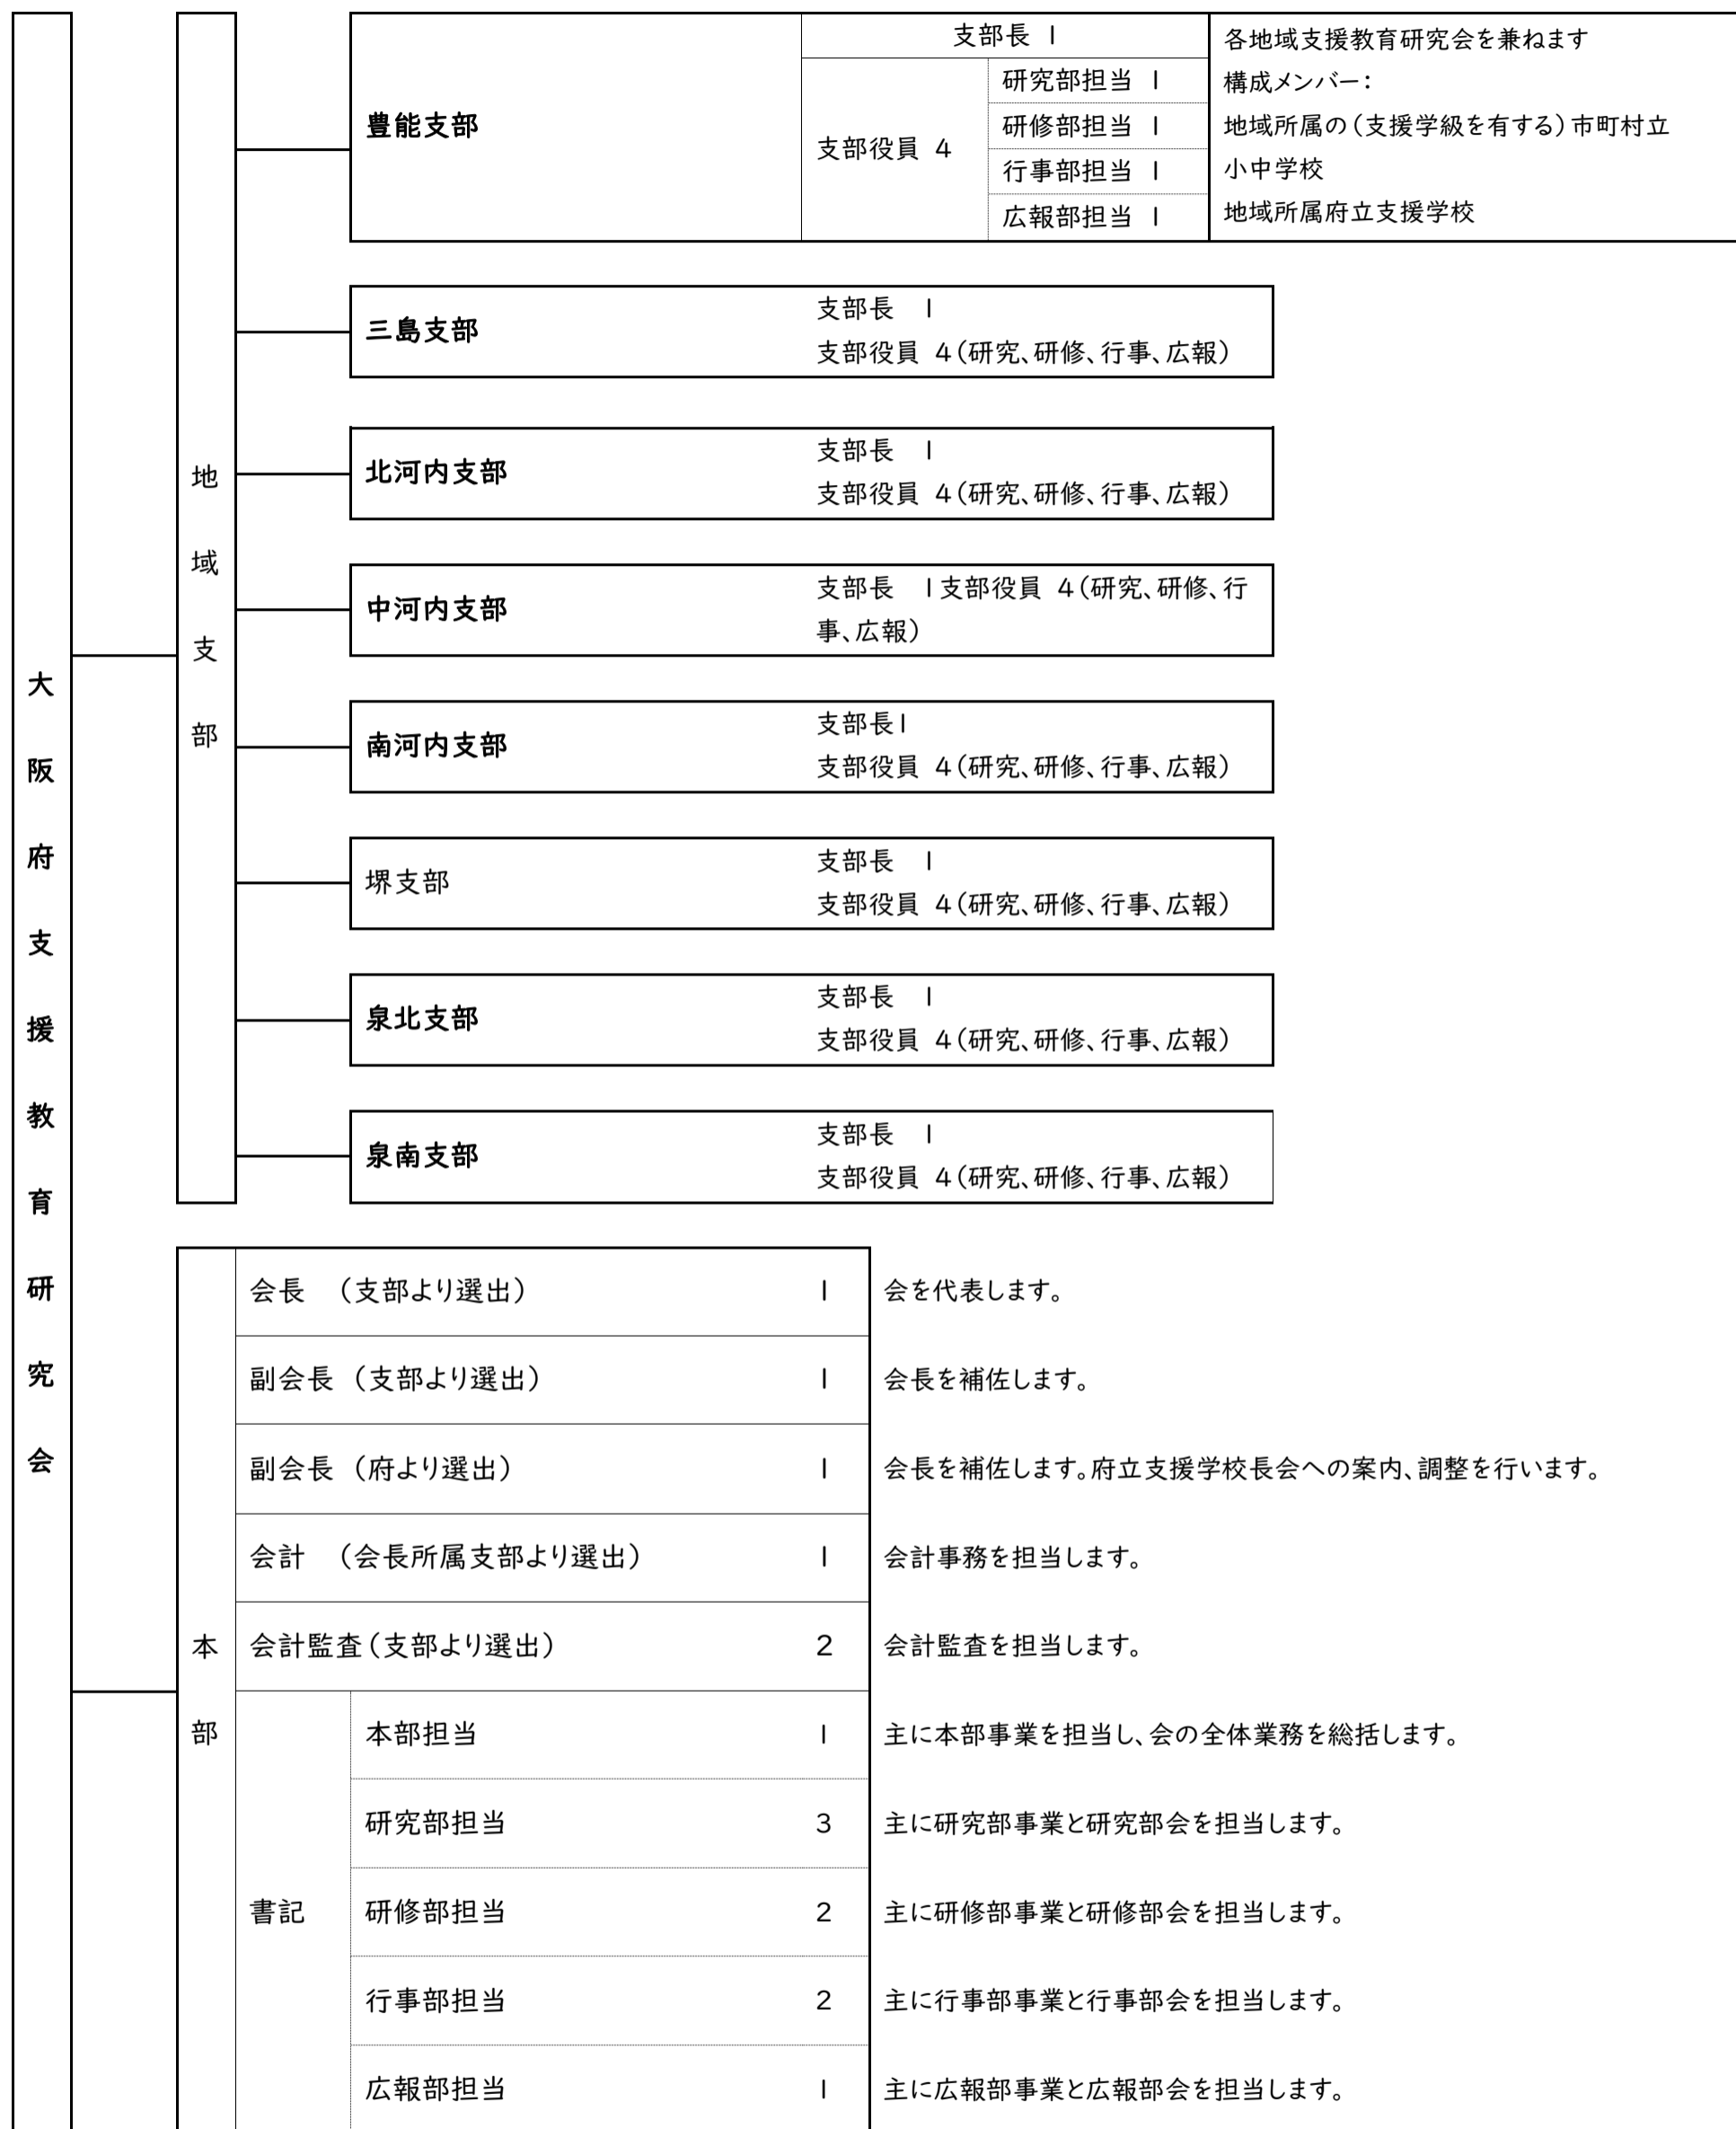 大阪府支援教育研究会
地域支部
豊能支部
支部長 1
支部役員 4
研究部担当 1
研修部担当 1
行事部担当 1
広報部担当 1
各地域支援教育研究会を兼ねます
構成メンバー：
地域所属の（支援学級を有する）市町村立
小中学校
地域所属府立支援学校
三島支部
支部長　1
支部役員 4（研究、研修、行事、広報）
北河内支部
支部長　1
支部役員 4（研究、研修、行事、広報）
中河内支部
支部長　1支部役員 4（研究、研修、行
事、広報）
南河内支部
支部長1
支部役員 4（研究、研修、行事、広報）
堺支部
支部長　1
支部役員 4（研究、研修、行事、広報）
泉北支部
支部長　1
支部役員 4（研究、研修、行事、広報）
泉南支部
支部長　1
支部役員 4（研究、研修、行事、広報）
本部
会長　（支部より選出） 1 会を代表します。
副会長 （支部より選出） 1 会長を補佐します。
副会長 （府より選出） 1 会長を補佐します。府立支援学校長会への案内、調整を行います。
会計　（会長所属支部より選出） 1 会計事務を担当します。
会計監査（支部より選出） 2 会計監査を担当します。
書記
本部担当 1 主に本部事業を担当し、会の全体業務を総括します。
研究部担当 3 主に研究部事業と研究部会を担当します。
研修部担当 2 主に研修部事業と研修部会を担当します。
行事部担当 2 主に行事部事業と行事部会を担当します。
広報部担当 1 主に広報部事業と広報部会を担当します。